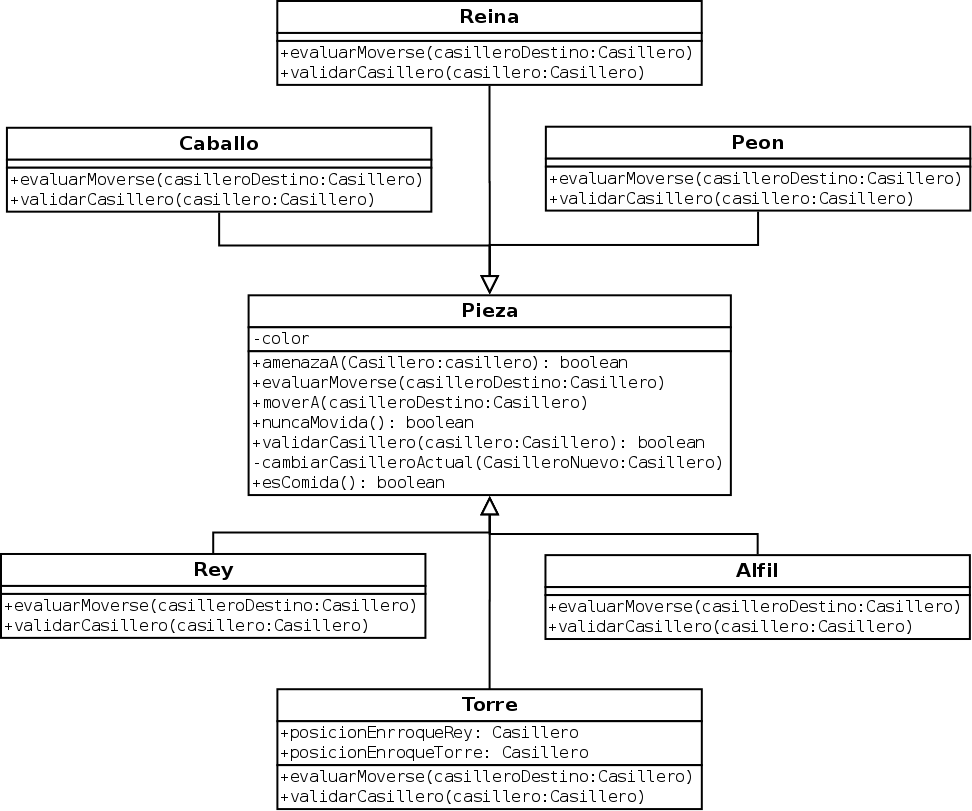 Reina
+evaluarMoverse(casilleroDestino:Casillero)
+validarCasillero(casillero:Casillero)
Caballo
+evaluarMoverse(casilleroDestino:Casillero)
+validarCasillero(casillero:Casillero)
Peon
+evaluarMoverse(casilleroDestino:Casillero)
+validarCasillero(casillero:Casillero)
Pieza
-color
+amenazaA(Casillero:casillero): boolean
+evaluarMoverse(casilleroDestino:Casillero)
+moverA(casilleroDestino:Casillero)
+nuncaMovida(): boolean
+validarCasillero(casillero:Casillero): boolean
-cambiarCasilleroActual(CasilleroNuevo:Casillero)
+esComida(): boolean
Rey
+evaluarMoverse(casilleroDestino:Casillero)
+validarCasillero(casillero:Casillero)
Alfil
+evaluarMoverse(casilleroDestino:Casillero)
+validarCasillero(casillero:Casillero)
Torre
+posicionEnrroqueRey: Casillero
+posicionEnroqueTorre: Casillero
+evaluarMoverse(casilleroDestino:Casillero)
+validarCasillero(casillero:Casillero)